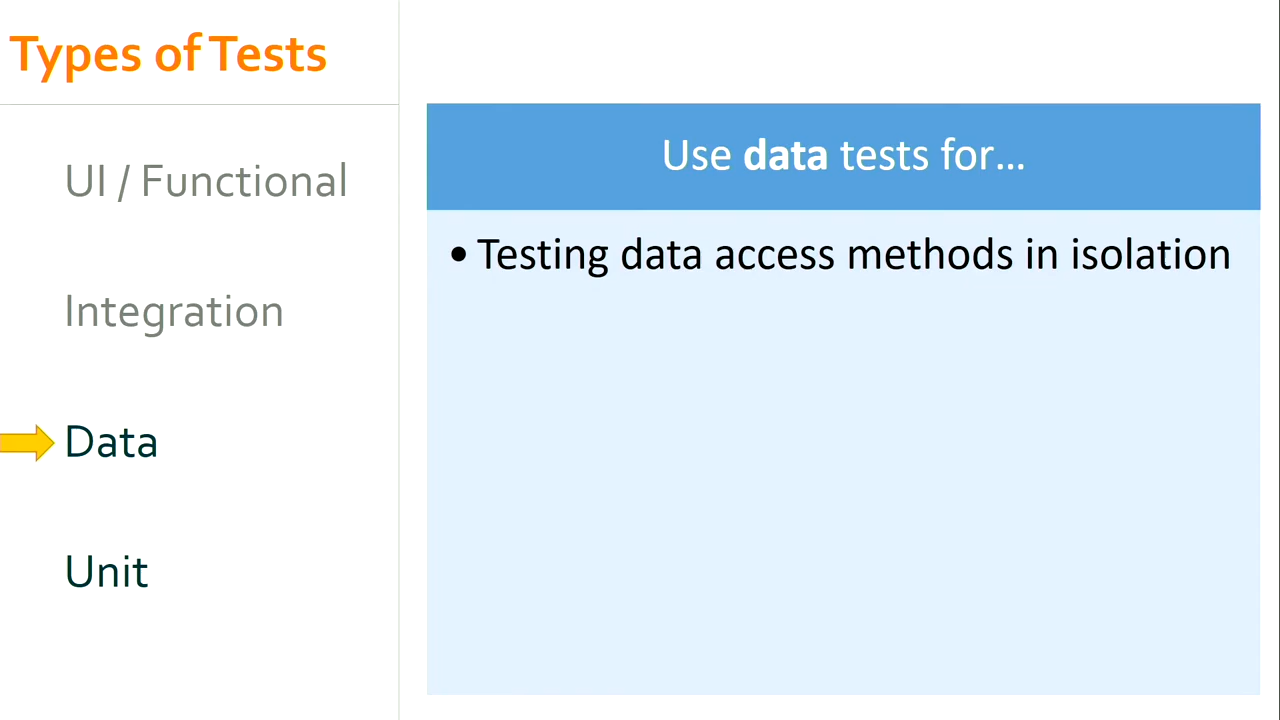 Types of Tests
UI / Functional
Integration
Data
Unit
Use data tests for...
• Testing data access methods in isolation